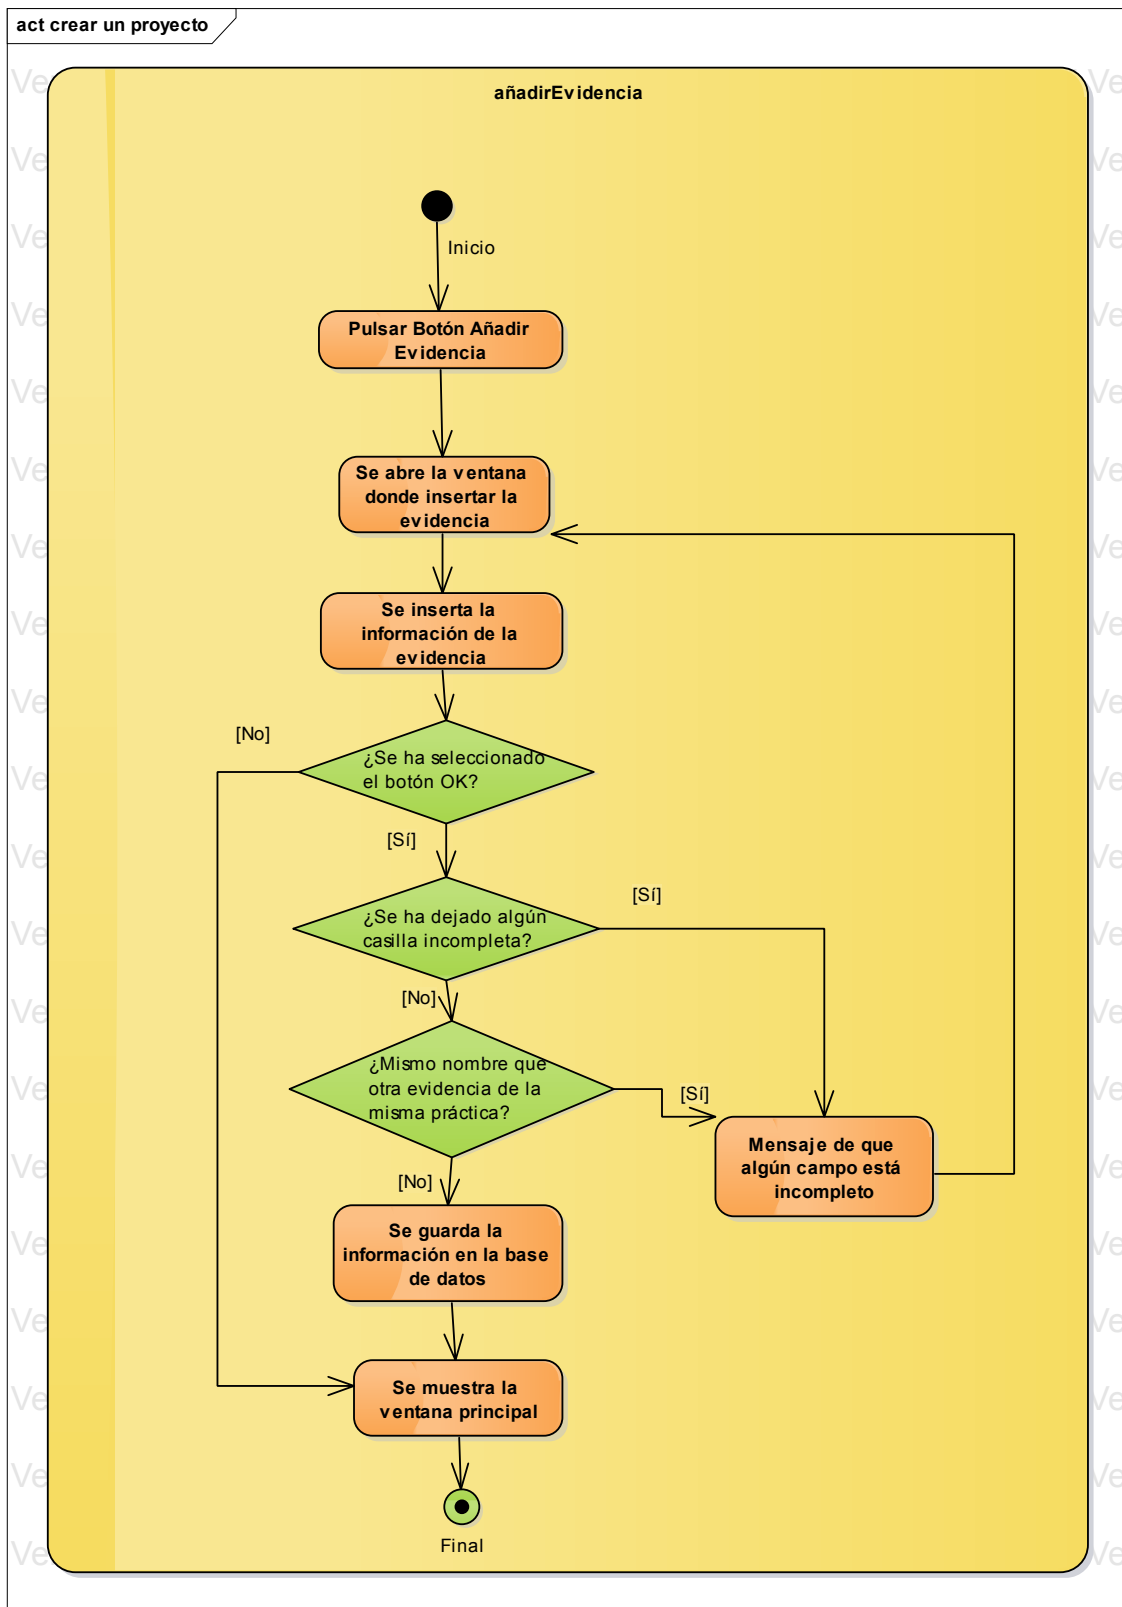 act crear un proyecto
añadirEvidencia
Inicio
Pulsar Botón Añadir
Evidencia
Se abre la ventana
donde insertar la
evidencia
Se inserta la
información de la
evidencia
[No]
¿Se ha seleccionado
el botón OK?
[Sí]
¿Se ha dejado algún
casilla incompleta?
[Sí]
[No]
¿Mismo nombre que
otra evidencia de la
misma práctica?
[Sí]
Mensaje de que
algún campo está
incompleto
[No]
Se guarda la
información en la base
de datos
Se muestra la
ventana principal
Final